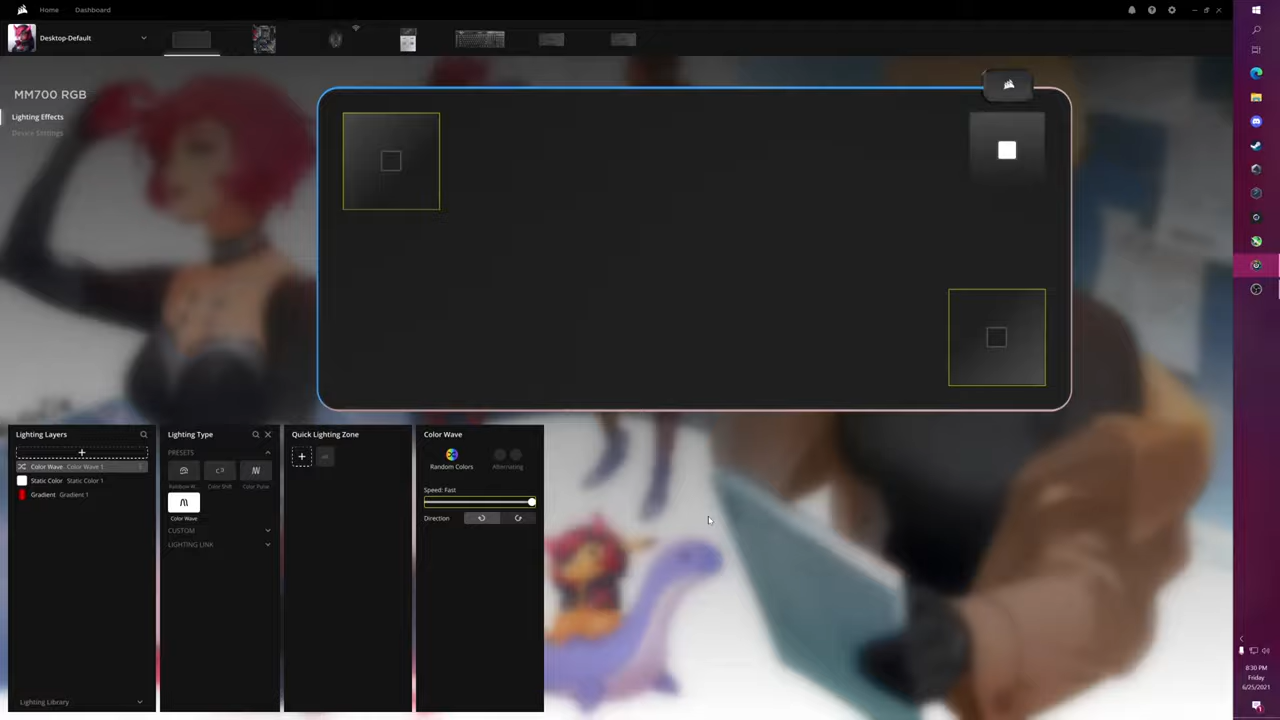 Home
Dashboard
Desktop-Default
MM700 RGB
Lighting Effects
Device Settings
Lighting Layers
Color Wave Color Wave 1
Static Color Static Color 1
Gradient Gradient 1
Lighting Library
Lighting Type
PRESETS
Rainbow W...
Color Shift
Color Pulse
Color Wave
CUSTOM
LIGHTING LINK
Quick Lighting Zone
All
Color Wave
Random Colors
Alternating
Speed: Fast
Direction
8:30 PM
Friday
6/25/2021